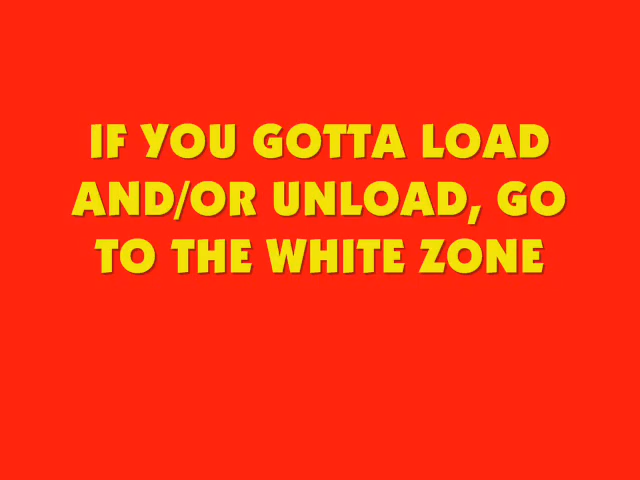 IF YOU GOTTA LOAD
AND/OR UNLOAD, GO
TO THE WHITE ZONE